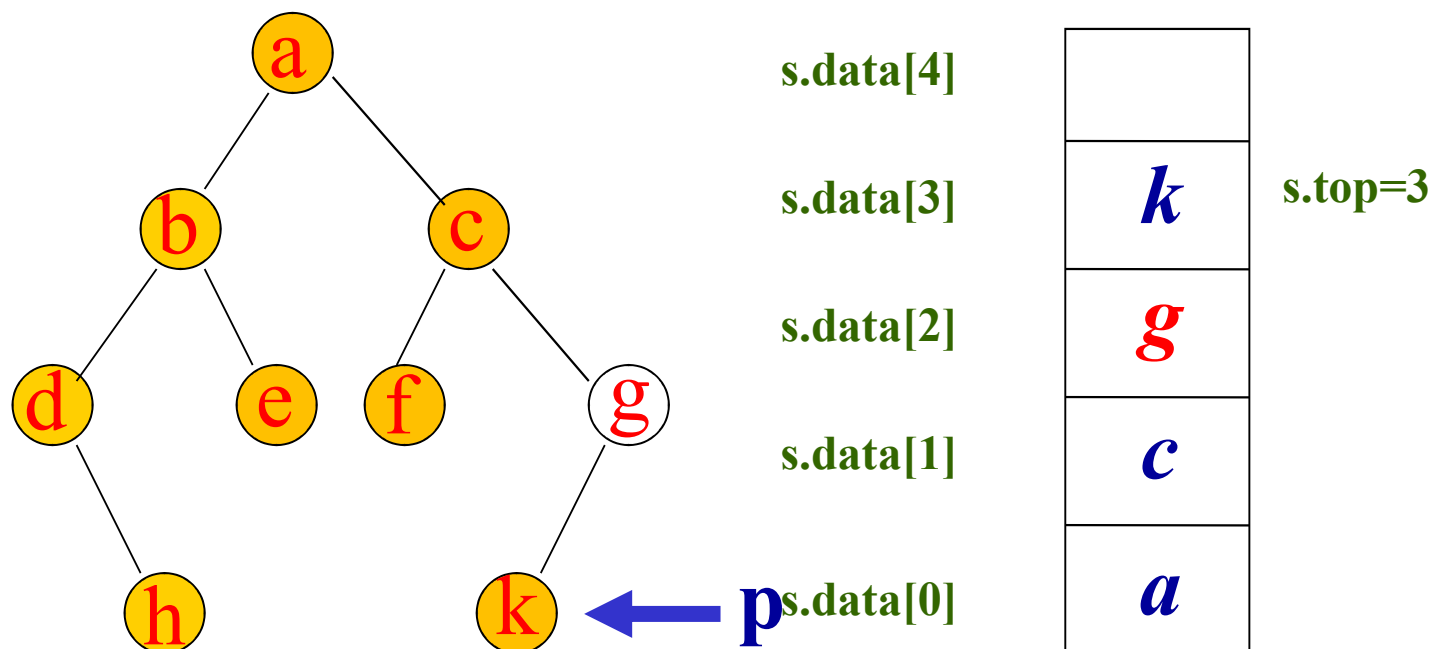 a
b
c
d
e
f
g
h
k
p
s.data[4]
s.data[3]
k
s.top=3
s.data[2]
g
s.data[1]
c
s.data[0]
a